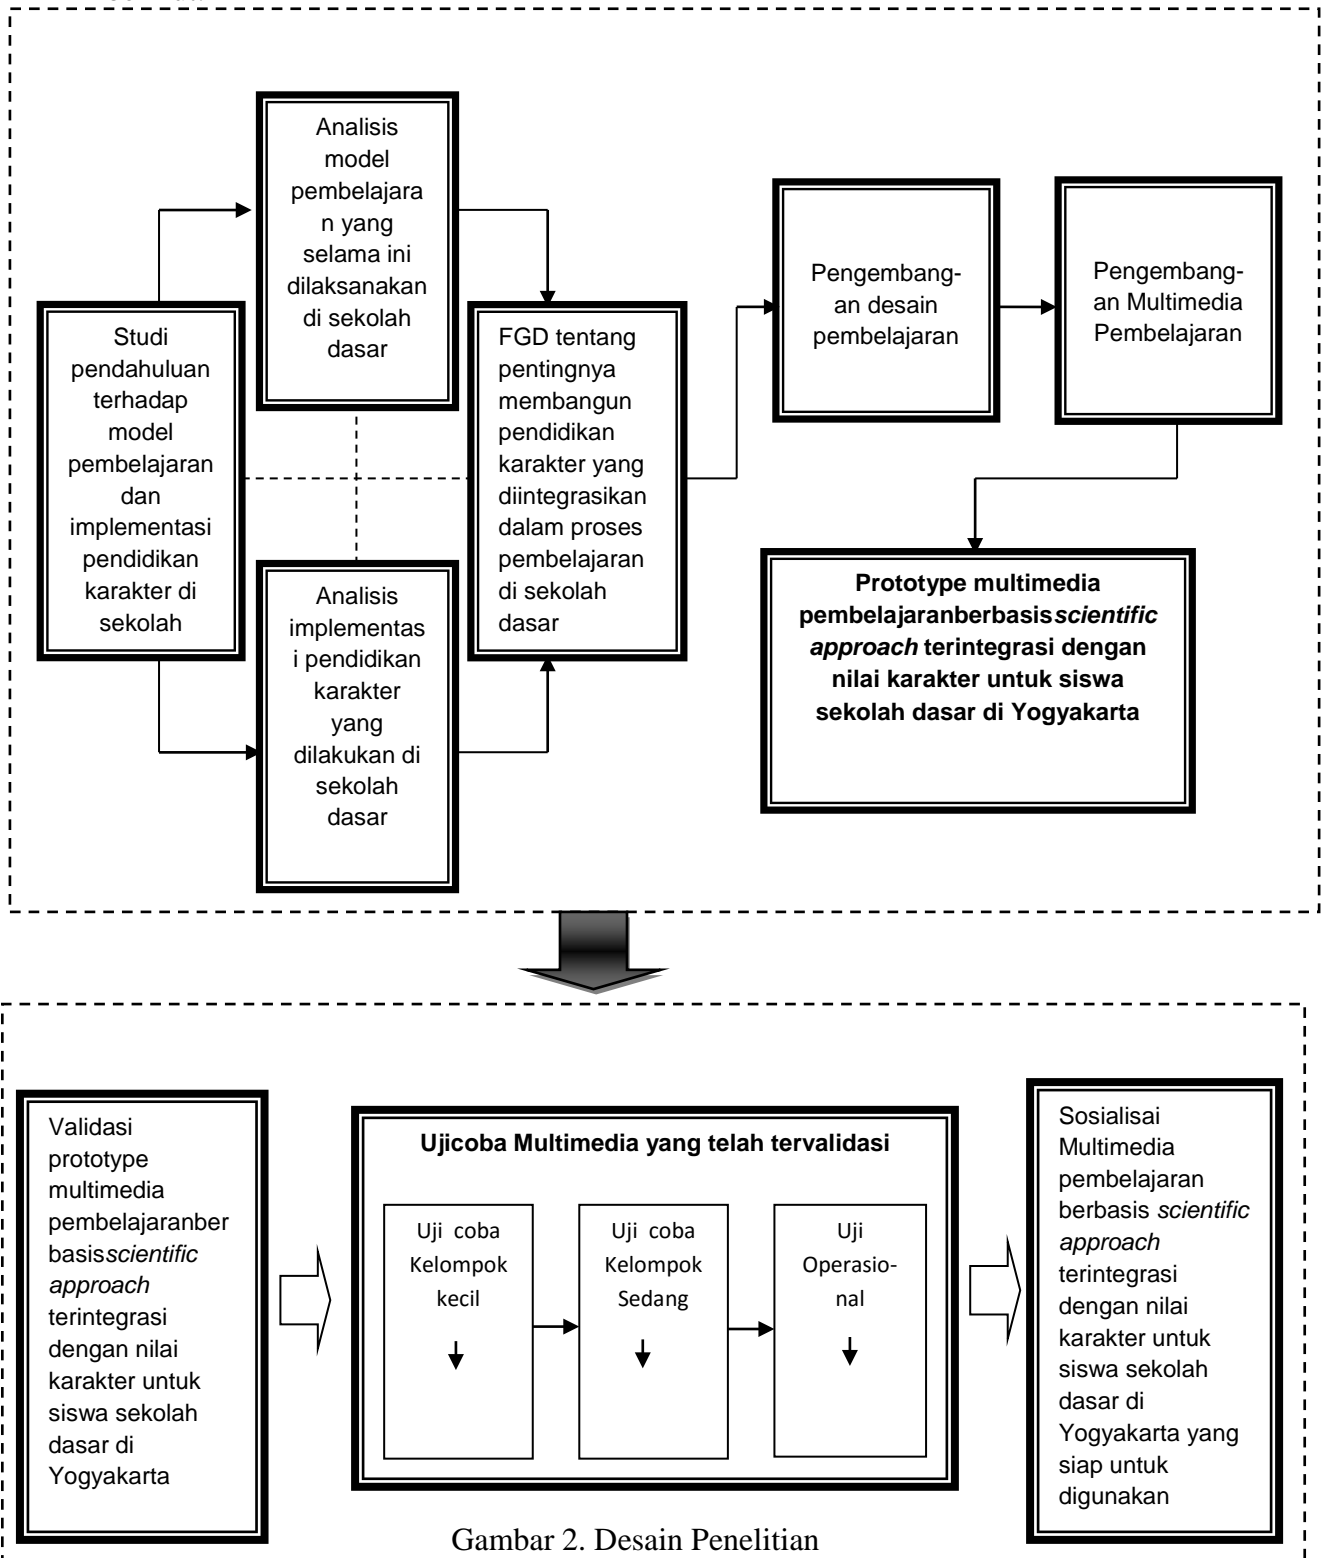 Studi
pendahuluan
terhadap
model
pembelajaran
dan
implementasi
pendidikan
karakter di
sekolah
Analisis
model
pembelajara
n yang
selama ini
dilaksanakan
di sekolah
dasar
Analisis
implementas
i pendidikan
karakter
yang
dilakukan di
sekolah
dasar
FGD tentang
pentingnya
membangun
pendidikan
karakter yang
diintegrasikan
dalam proses
pembelajaran
di sekolah
dasar
Pengembang-
an desain
pembelajaran
Pengembang-
an Multimedia
Pembelajaran
Prototype multimedia
pembelajaranberbasisscientific
approach terintegrasi dengan
nilai karakter untuk siswa
sekolah dasar di Yogyakarta
Validasi
prototype
multimedia
pembelajaranber
basisscientific
approach
terintegrasi
dengan nilai
karakter untuk
siswa sekolah
dasar di
Yogyakarta
Ujicoba Multimedia yang telah tervalidasi
Uji coba
Kelompok
kecil
Uji coba
Kelompok
Sedang
Uji
Operasio-
nal
Sosialisai
Multimedia
pembelajaran
berbasis scientific
approach
terintegrasi
dengan nilai
karakter untuk
siswa sekolah
dasar di
Yogyakarta yang
siap untuk
digunakan
Gambar 2. Desain Penelitian